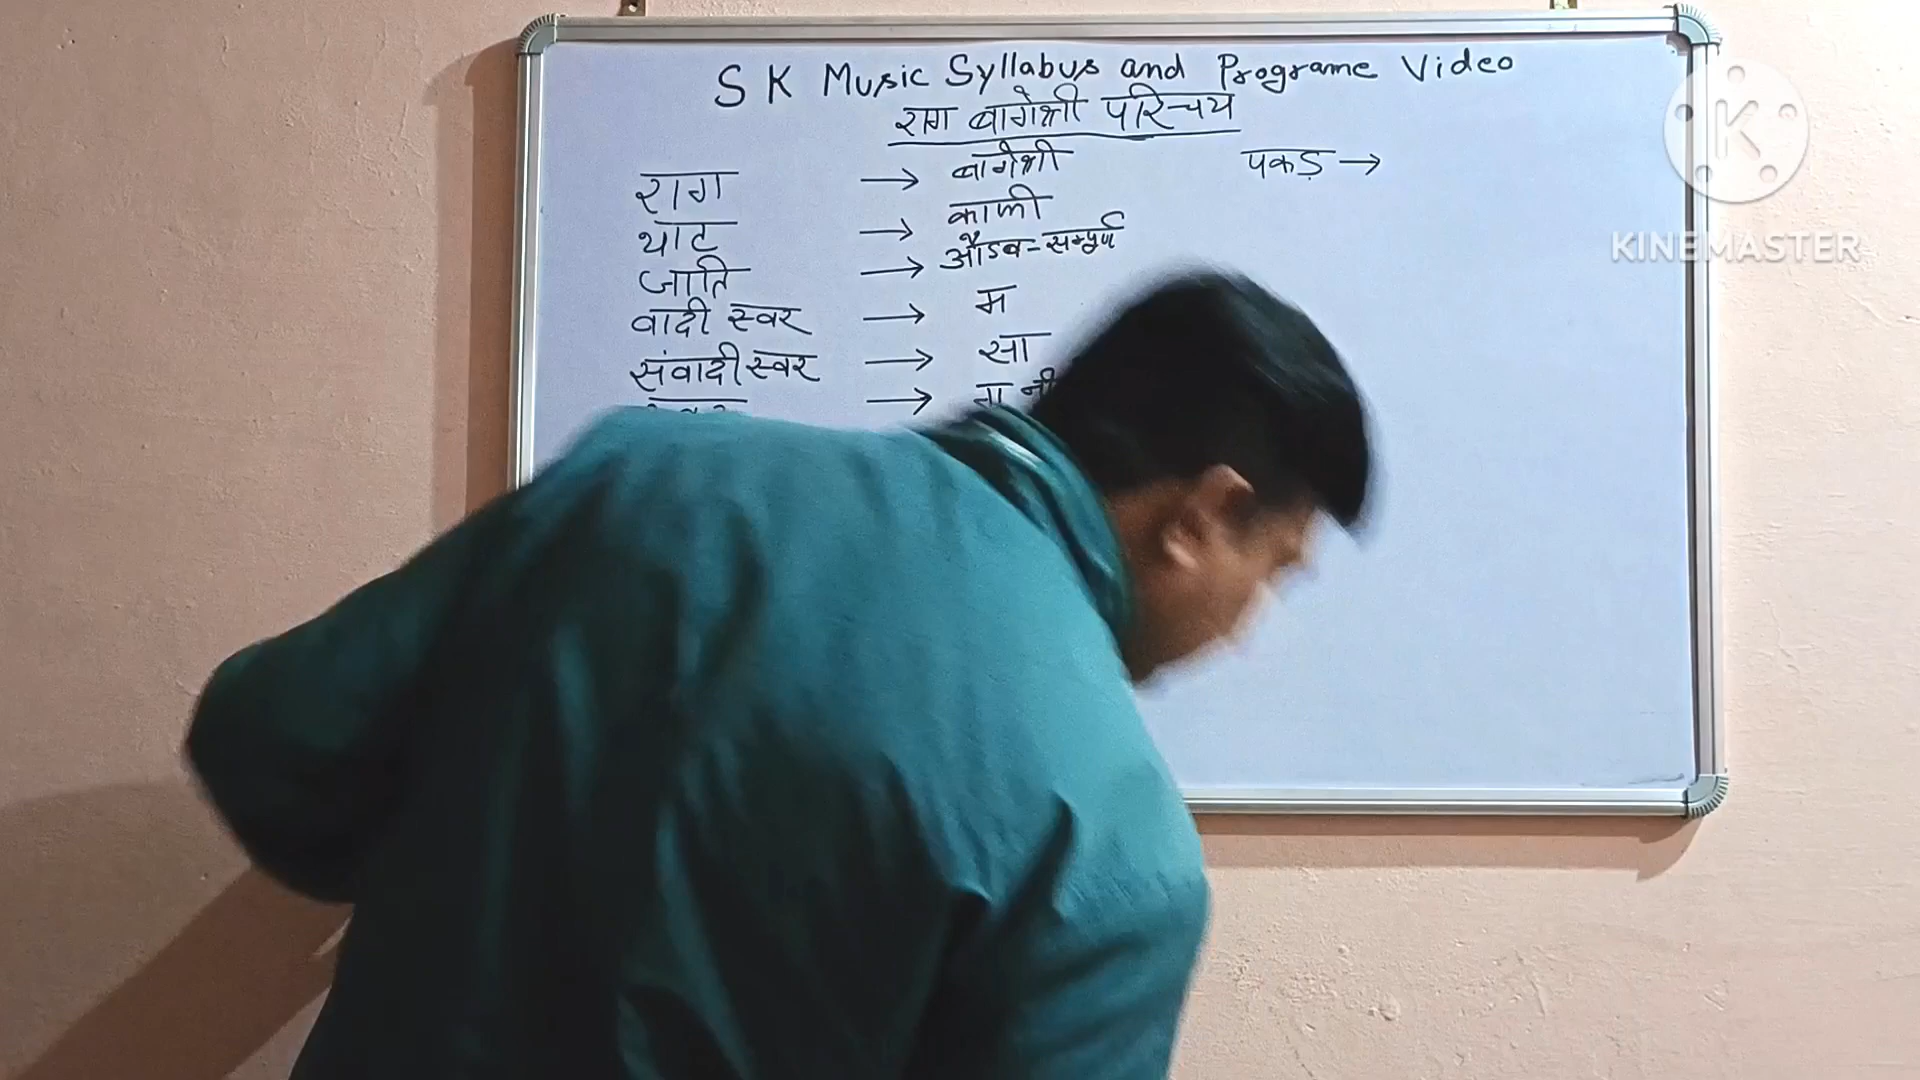 S K Music Syllabus and Programe Video
राग बागेश्री परिचय
राग → बागेश्री
थाट → काफी
जाति → औडव-सम्पूर्ण
वादी स्वर → म
संवादी स्वर → सा
→ ग नी
पकड़ →
K
KINEMASTER